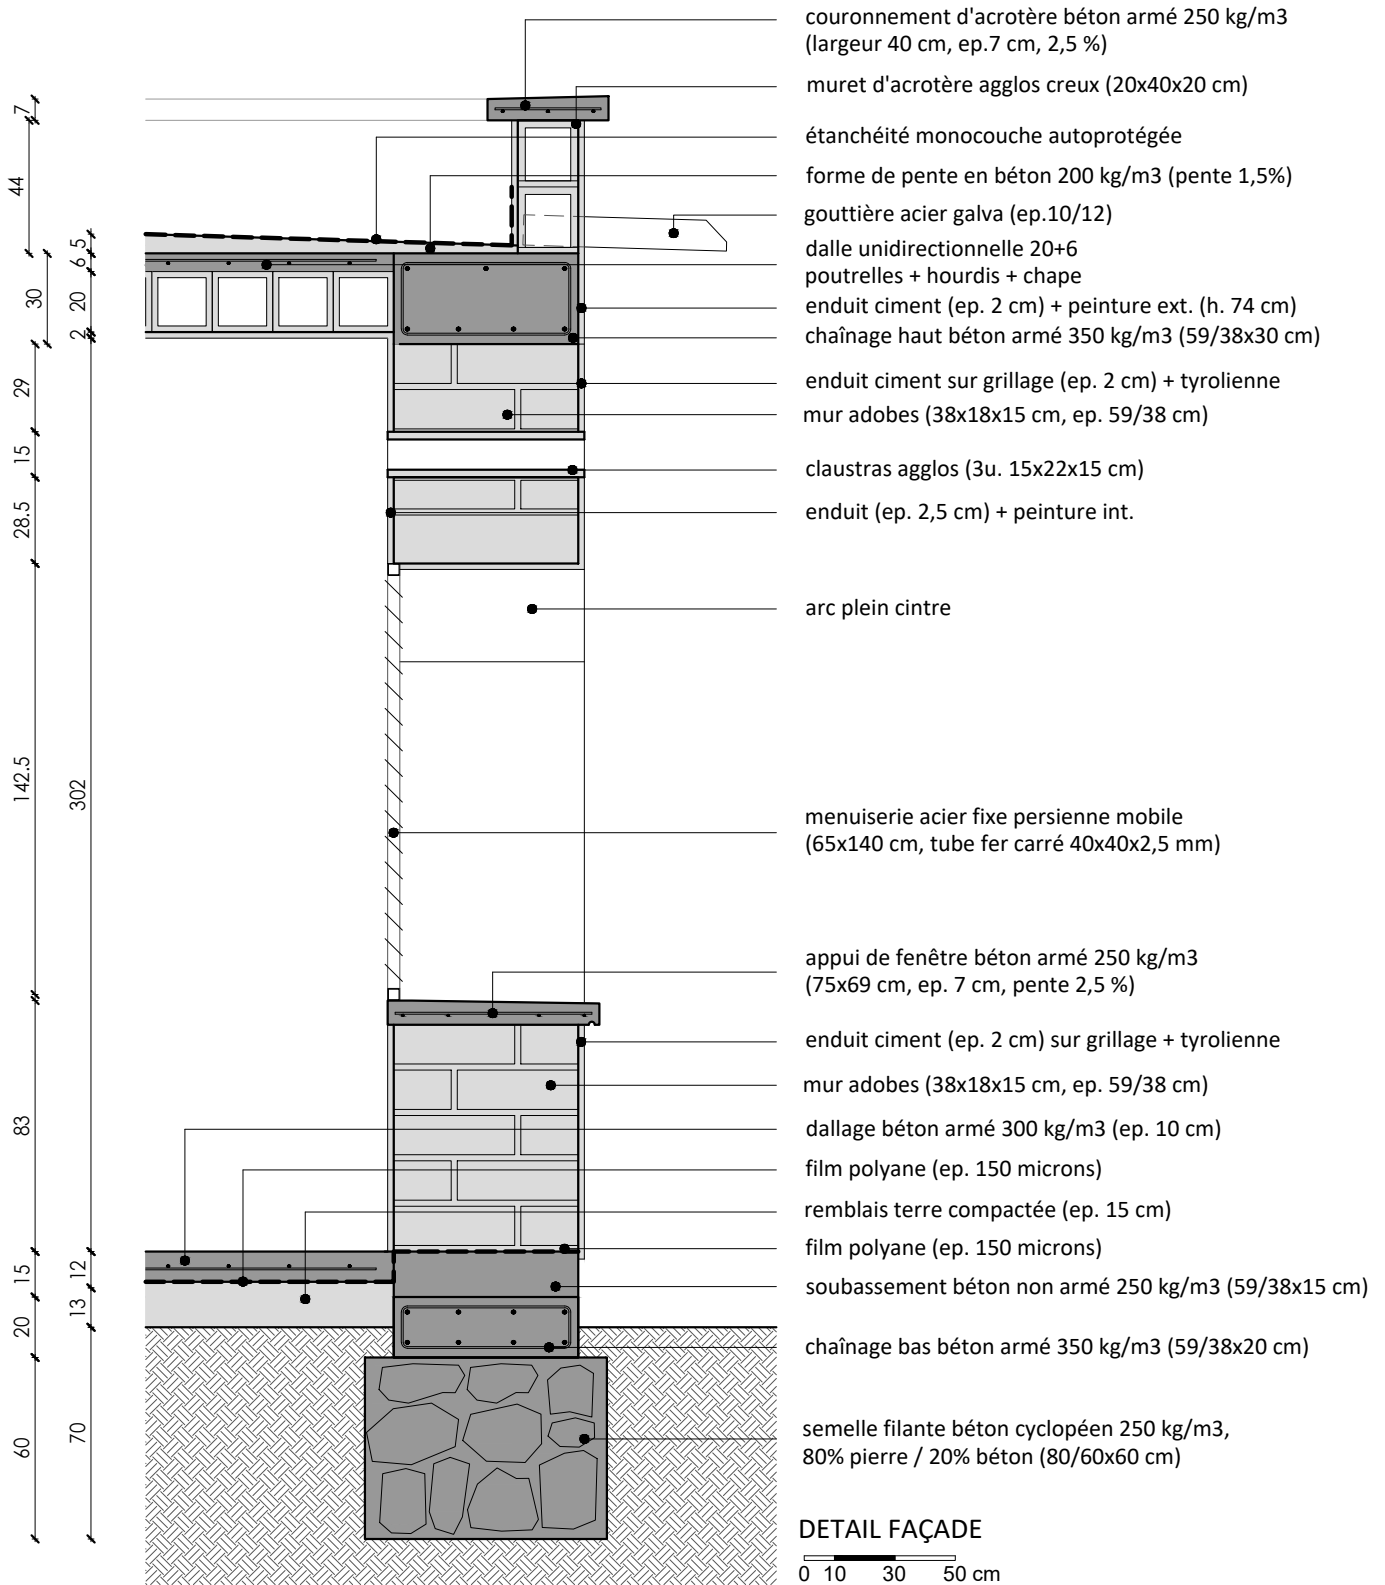 couronnement d'acrotère béton armé 250 kg/m3
(largeur 40 cm, ep.7 cm, 2,5 %)
muret d'acrotère agglos creux (20x40x20 cm)
étanchéité monocouche autoprotégée
forme de pente en béton 200 kg/m3 (pente 1,5%)
gouttière acier galva (ep.10/12)
dalle unidirectionnelle 20+6
poutrelles + hourdis + chape
enduit ciment (ep. 2 cm) + peinture ext. (h. 74 cm)
chaînage haut béton armé 350 kg/m3 (59/38x30 cm)
enduit ciment sur grillage (ep. 2 cm) + tyrolienne
mur adobes (38x18x15 cm, ep. 59/38 cm)
claustras agglos (3u. 15x22x15 cm)
enduit (ep. 2,5 cm) + peinture int.
arc plein cintre
menuiserie acier fixe persienne mobile
(65x140 cm, tube fer carré 40x40x2,5 mm)
appui de fenêtre béton armé 250 kg/m3
(75x69 cm, ep. 7 cm, pente 2,5 %)
enduit ciment (ep. 2 cm) sur grillage + tyrolienne
mur adobes (38x18x15 cm, ep. 59/38 cm)
dallage béton armé 300 kg/m3 (ep. 10 cm)
film polyane (ep. 150 microns)
remblais terre compactée (ep. 15 cm)
film polyane (ep. 150 microns)
soubassement béton non armé 250 kg/m3 (59/38x15 cm)
chaînage bas béton armé 350 kg/m3 (59/38x20 cm)
semelle filante béton cyclopéen 250 kg/m3,
80% pierre / 20% béton (80/60x60 cm)
DETAIL FAÇADE
0 10 30 50 cm
7
44
30
29
15
28.5
142.5
83
15
20
60
5
6
20
2
302
12
13
70